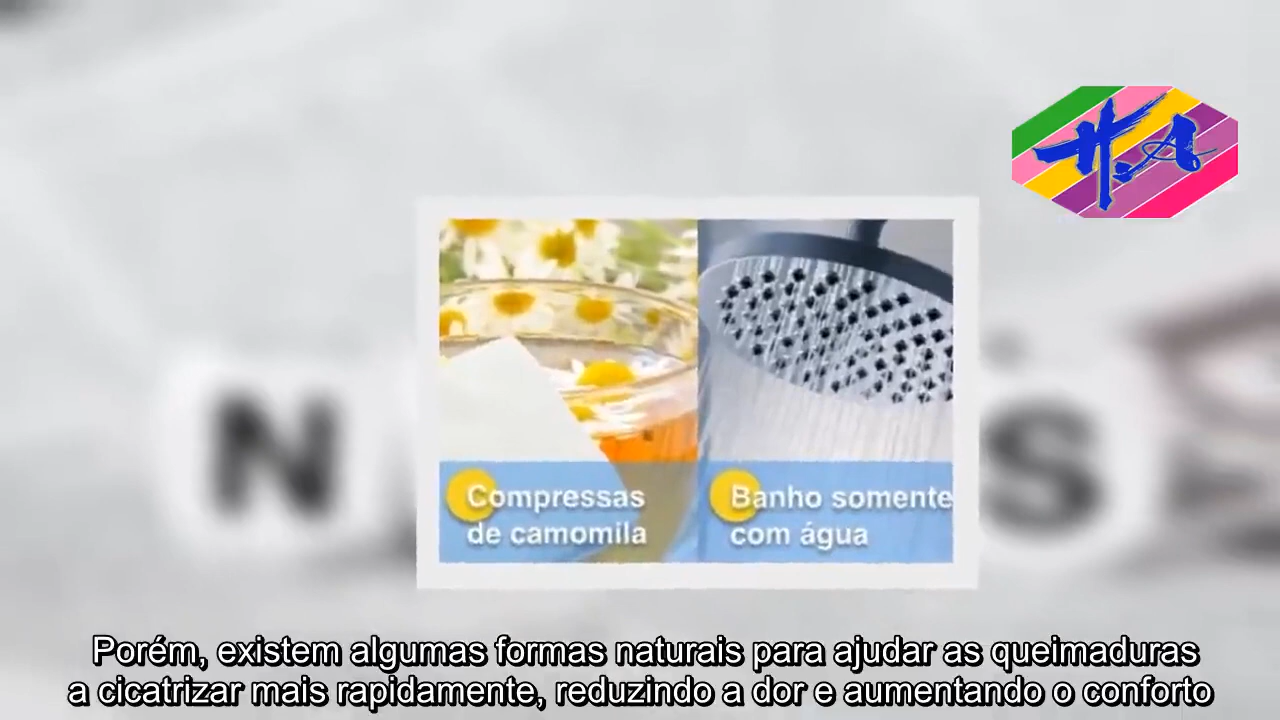 H.A
N
S
Compressas
de camomila
Banho somente
com água
Porém, existem algumas formas naturais para ajudar as queimaduras
a cicatrizar mais rapidamente, reduzindo a dor e aumentando o conforto